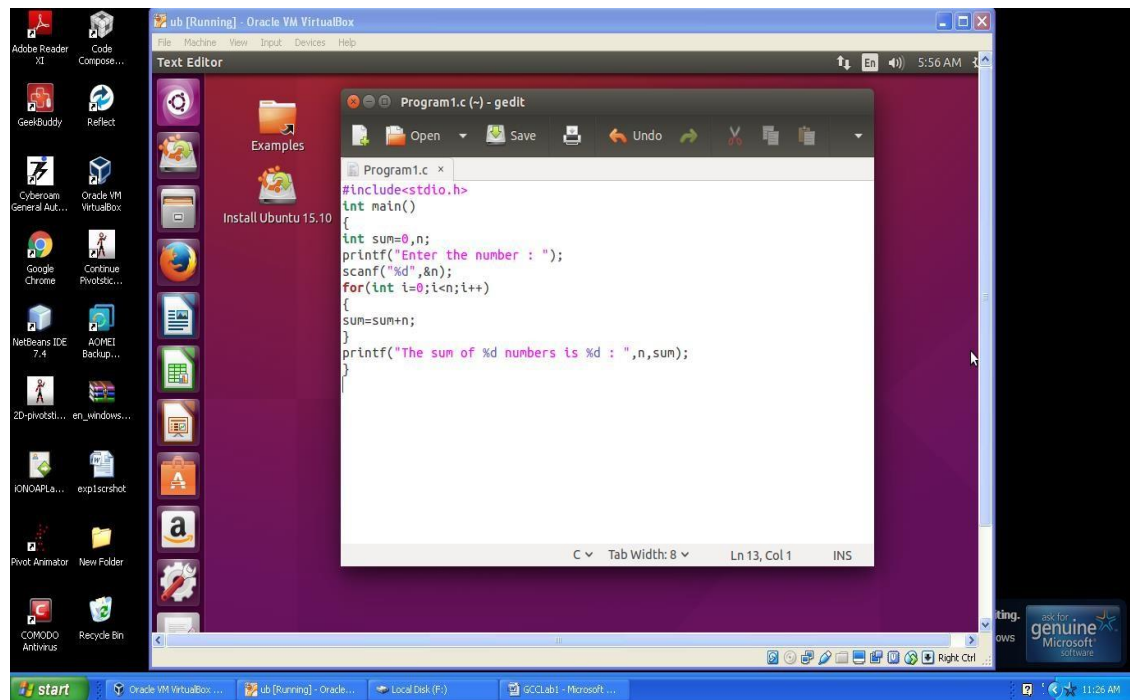 Adobe Reader XI
Code Compose...
GeekBuddy
Reflect
Cyberoam General Aut...
Oracle VM VirtualBox
Google Chrome
Continue Pivotstic...
NetBeans IDE 7.4
AOMEI Backup...
2D-pivotsti...
en_windows...
iONOAPLa...
exp1scrshot
Pivot Animator
New Folder
COMODO Antivirus
Recycle Bin
ub [Running] - Oracle VM VirtualBox
File Machine View Input Devices Help
Text Editor
En
5:56 AM
Examples
Install Ubuntu 15.10
Program1.c (~) - gedit
Open
Save
Undo
Program1.c ×
#include<stdio.h>
int main()
{
int sum=0,n;
printf("Enter the number : ");
scanf("%d",&n);
for(int i=0;i<n;i++)
{
sum=sum+n;
}
printf("The sum of %d numbers is %d : ",n,sum);
}
C
Tab Width: 8
Ln 13, Col 1
INS
Right Ctrl
ask for
genuine
Microsoft
software
start
Oracle VM VirtualBox ...
ub [Running] - Oracle...
Local Disk (F:)
GCCLab1 - Microsoft ...
11:26 AM